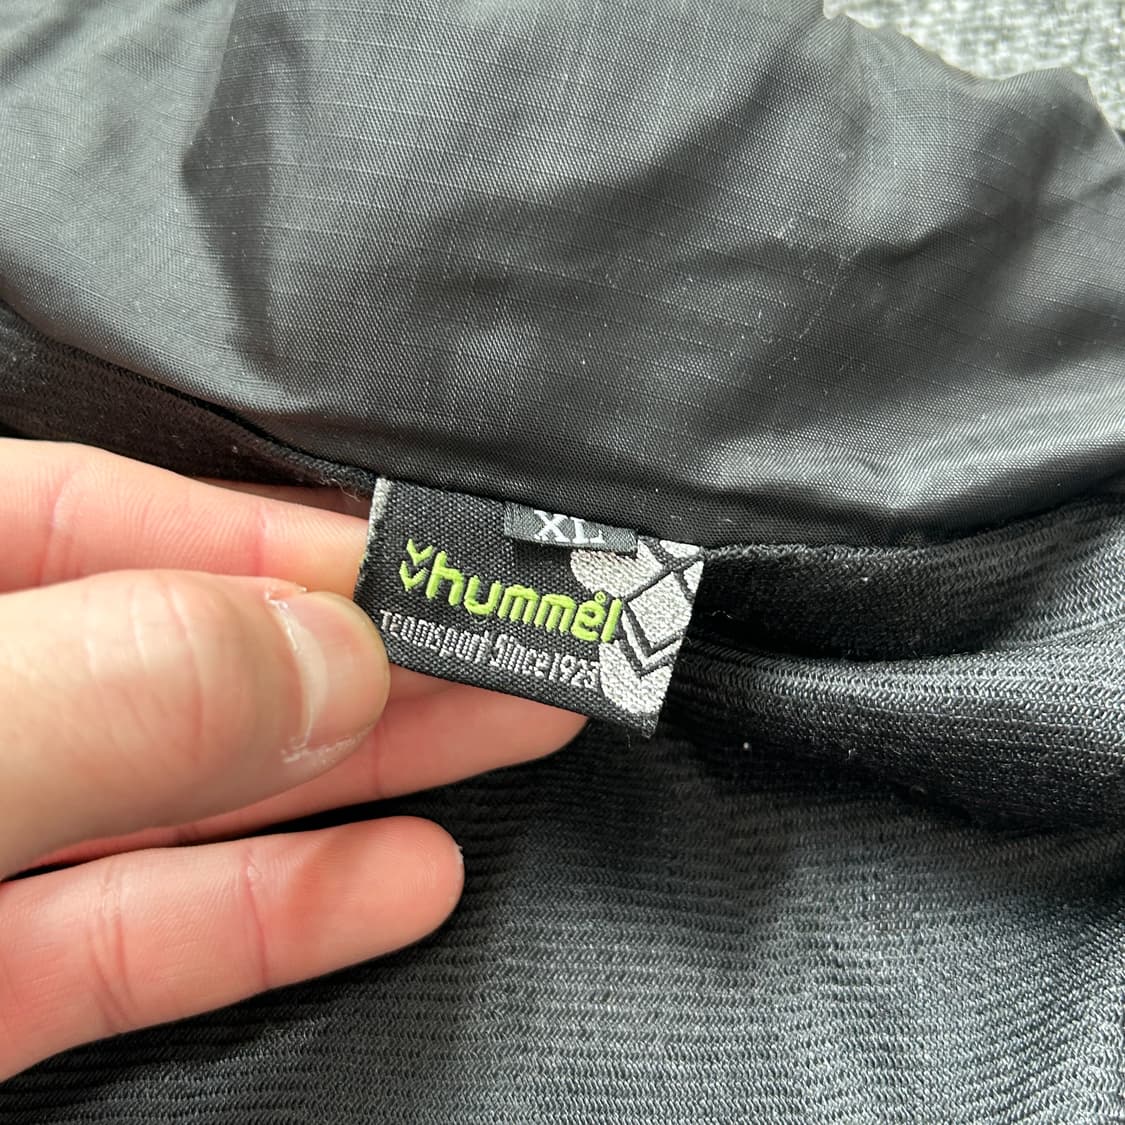 XL
hummel
Teamsport Since 1923